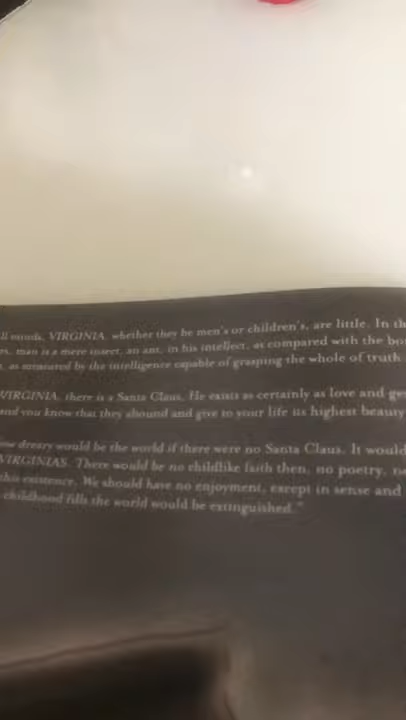 ll minds, VIRGINIA, whether they be men's or children's, are little. In th
man is a mere insect, an ant, in his intellect, as compared with the bo
as measured by the intelligence capable of grasping the whole of truth
VIRGINIA, there is a Santa Claus. He exists as certainly as love and ge
and you know that they abound and give to your life its highest beauty
ow dreary would be the world if there were no Santa Claus. It would
VIRGINIAS. There would be no childlike faith then, no poetry, n
this existence. We should have no enjoyment, except in sense and
childhood fills the world would be extinguished."